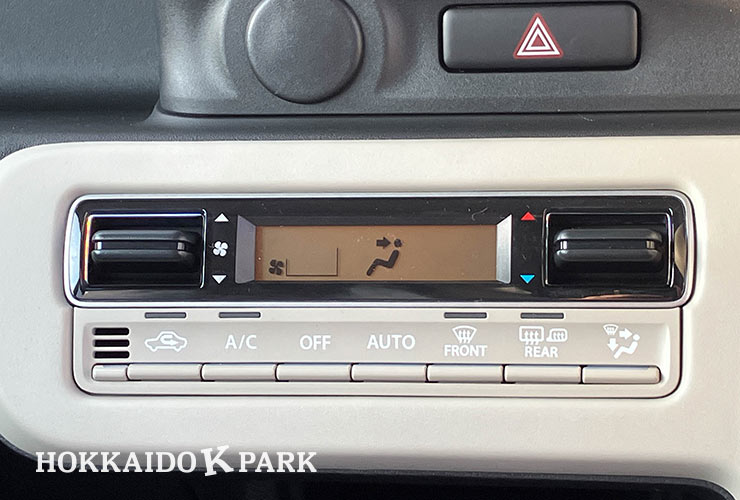 A/C OFF AUTO FRONT REAR
HOKKAIDO K PARK